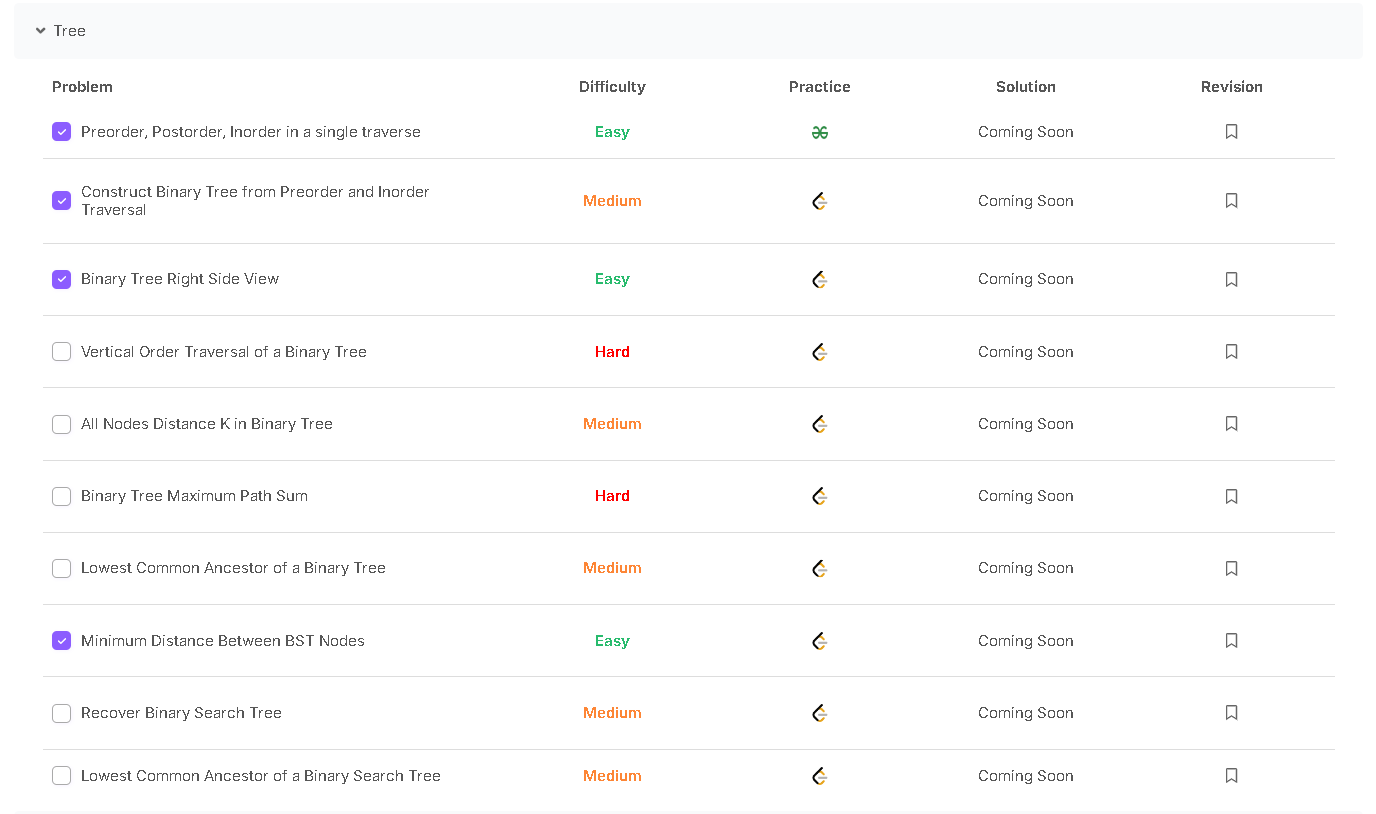 Tree
Problem Difficulty Practice Solution Revision
Preorder, Postorder, Inorder in a single traverse Easy Coming Soon
Construct Binary Tree from Preorder and Inorder
Traversal Medium Coming Soon
Binary Tree Right Side View Easy Coming Soon
Vertical Order Traversal of a Binary Tree Hard Coming Soon
All Nodes Distance K in Binary Tree Medium Coming Soon
Binary Tree Maximum Path Sum Hard Coming Soon
Lowest Common Ancestor of a Binary Tree Medium Coming Soon
Minimum Distance Between BST Nodes Easy Coming Soon
Recover Binary Search Tree Medium Coming Soon
Lowest Common Ancestor of a Binary Search Tree Medium Coming Soon